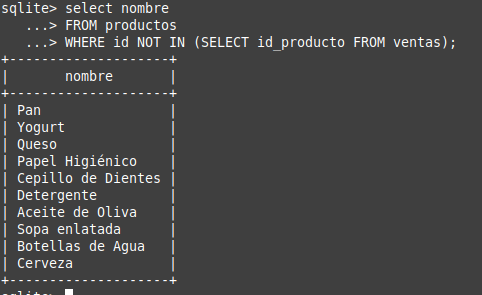 sqlite> select nombre
   ...> FROM productos
   ...> WHERE id NOT IN (SELECT id_producto FROM ventas);
+--------------------+
|       nombre       |
+--------------------+
| Pan                |
| Yogurt             |
| Queso              |
| Papel Higiénico    |
| Cepillo de Dientes |
| Detergente         |
| Aceite de Oliva    |
| Sopa enlatada      |
| Botellas de Agua   |
| Cerveza            |
+--------------------+
sqlite>